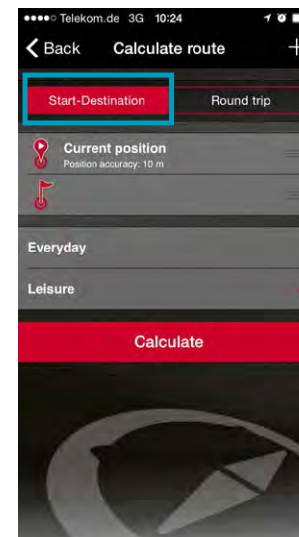 Telekom.de 3G 10:24
Back Calculate route +
Start-Destination Round trip
Current position
Position accuracy: 10 m
Everyday
Leisure
Calculate